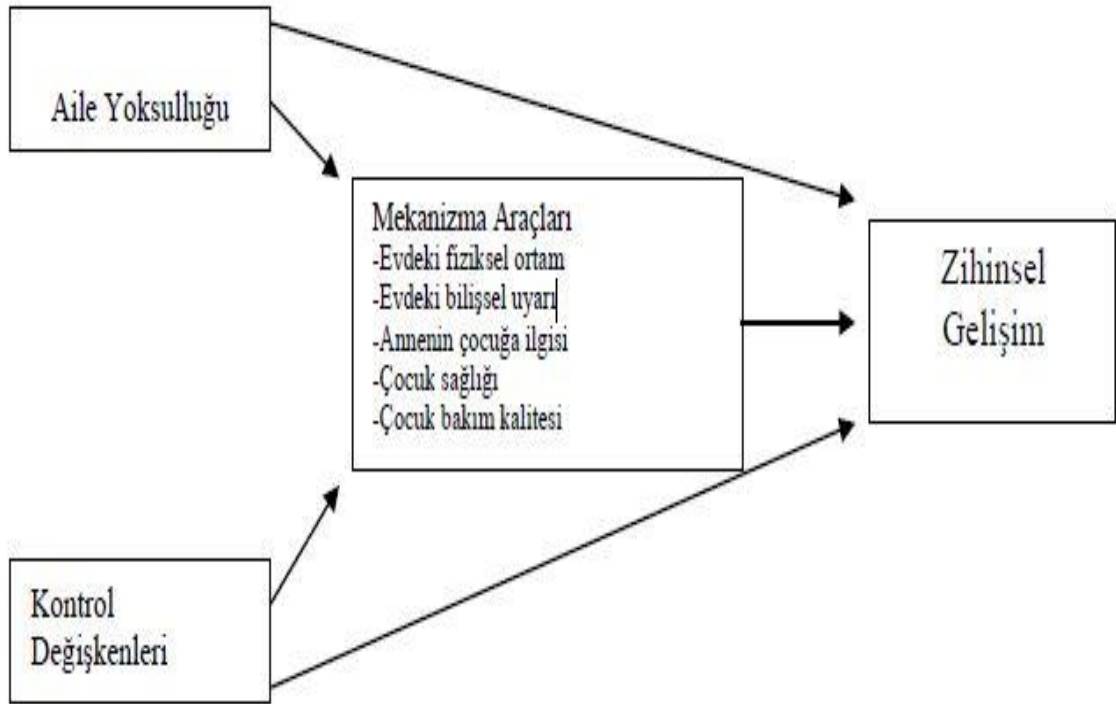 Aile Yoksulluğu
Mekanizma Araçları
-Evdeki fiziksel ortam
-Evdeki bilişsel uyarı
-Annenin çocuğa ilgisi
-Çocuk sağlığı
-Çocuk bakım kalitesi
Zihinsel
Gelişim
Kontrol
Değişkenleri